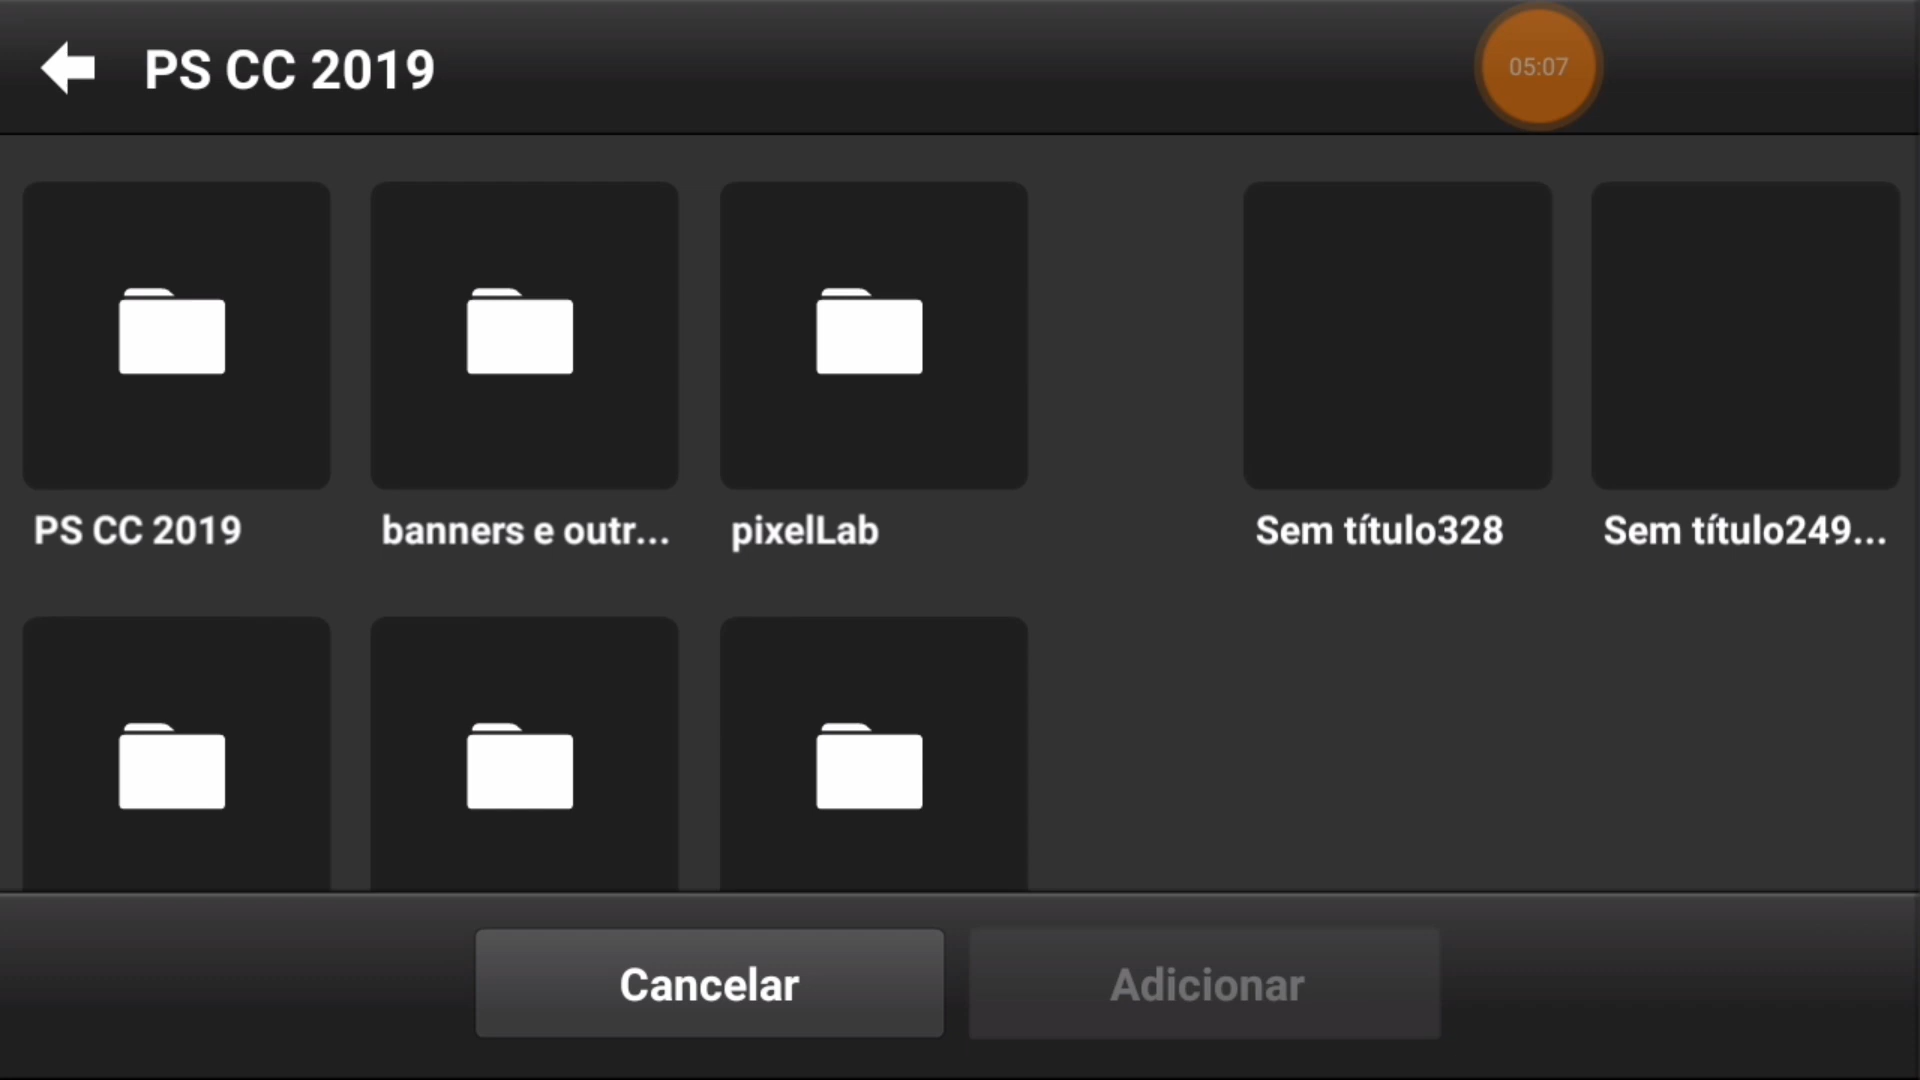 PS CC 2019
05:07
PS CC 2019
banners e outr...
pixelLab
Sem título328
Sem título249...
Cancelar
Adicionar